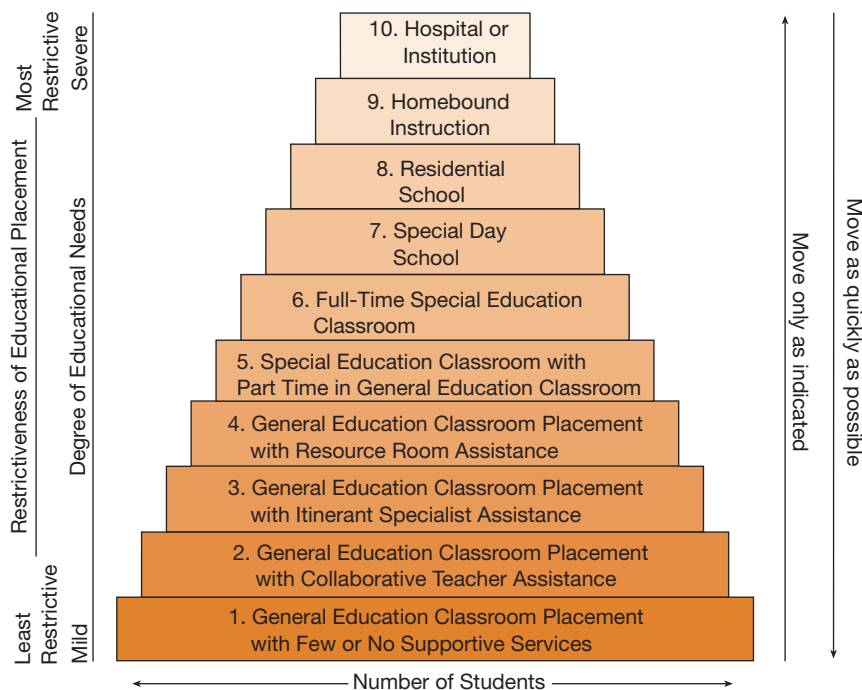 10. Hospital or
Institution
9. Homebound
Instruction
8. Residential
School
7. Special Day
School
6. Full-Time Special Education
Classroom
5. Special Education Classroom with
Part Time in General Education Classroom
4. General Education Classroom Placement
with Resource Room Assistance
3. General Education Classroom Placement
with Itinerant Specialist Assistance
2. General Education Classroom Placement
with Collaborative Teacher Assistance
1. General Education Classroom Placement
with Few or No Supportive Services
Number of Students
Most
Restrictive
Restrictiveness of Educational Placement
Least
Restrictive
Severe
Degree of Educational Needs
Mild
Move only as indicated
Move as quickly as possible